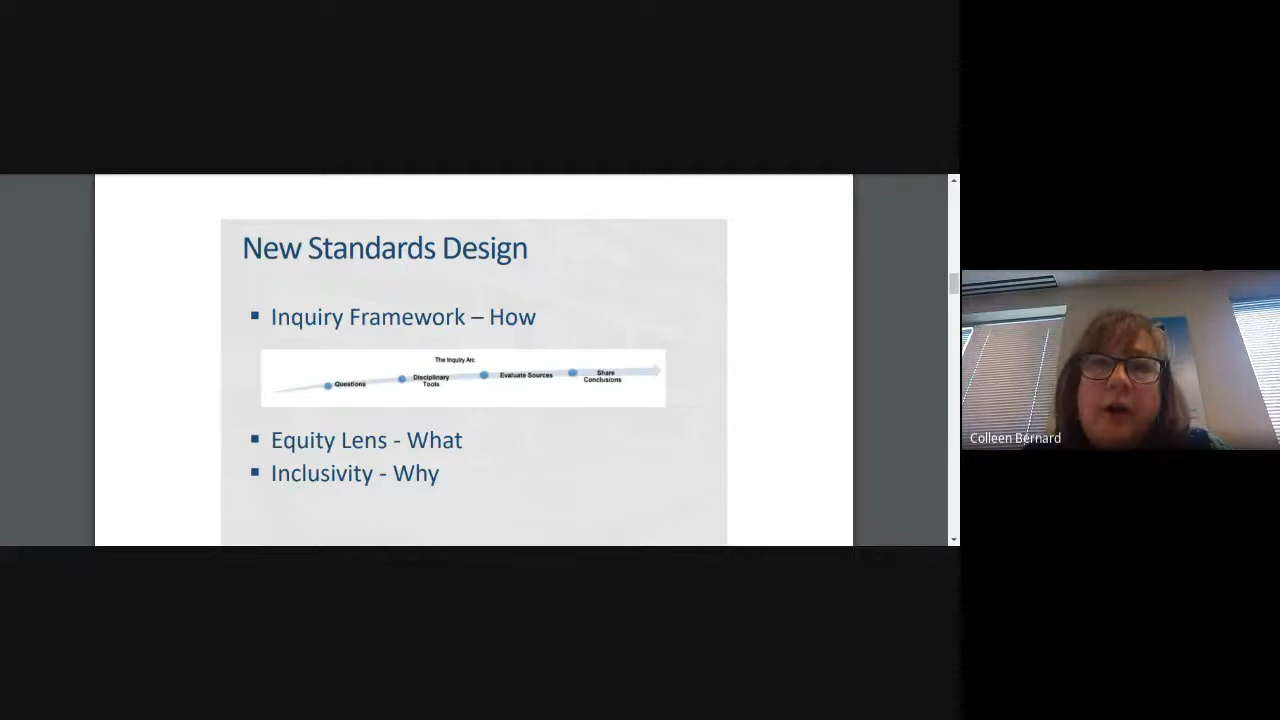 New Standards Design
▪ Inquiry Framework – How
The Inquiry Arc
Questions
Disciplinary
Tools
Evaluate Sources
Share
Conclusions
▪ Equity Lens - What
▪ Inclusivity - Why
Colleen Bernard